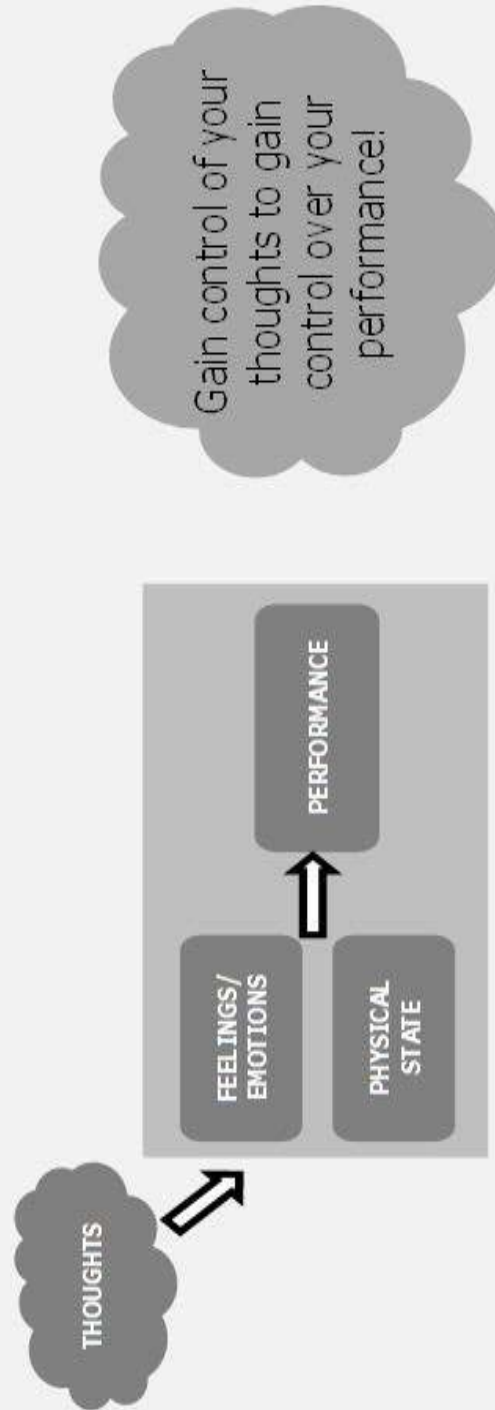 THOUGHTS
FEELINGS/
EMOTIONS
PHYSICAL
STATE
PERFORMANCE
Gain control of your
thoughts to gain
control over your
performance!